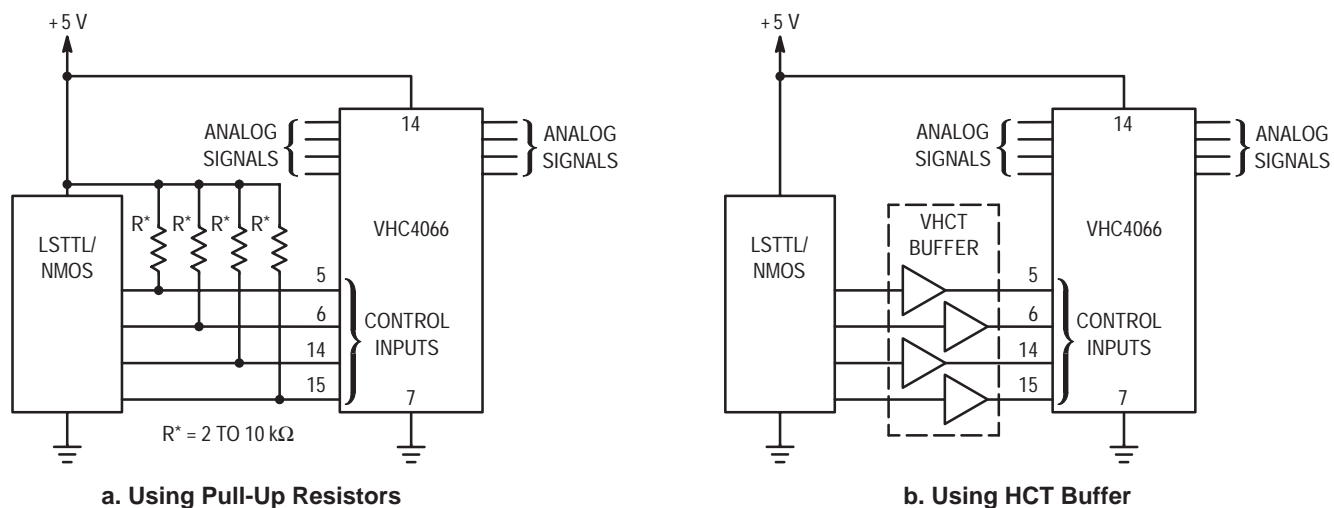 +5 V
ANALOG
SIGNALS
14
ANALOG
SIGNALS
R* R* R* R*
LSTTL/
NMOS
VHC4066
5
6
14
15
CONTROL
INPUTS
7
R* = 2 TO 10 kΩ
a. Using Pull-Up Resistors
+5 V
ANALOG
SIGNALS
14
ANALOG
SIGNALS
LSTTL/
NMOS
VHCT
BUFFER
VHC4066
5
6
14
15
CONTROL
INPUTS
7
b. Using HCT Buffer